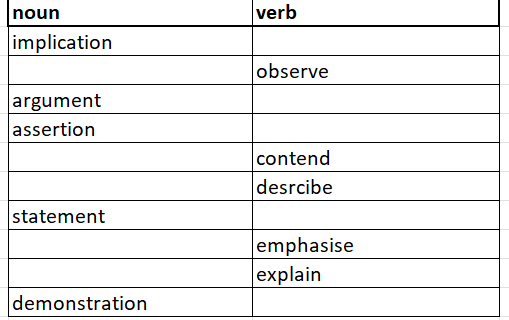 noun verb
implication
observe
argument
assertion
contend
desrcibe
statement
emphasise
explain
demonstration